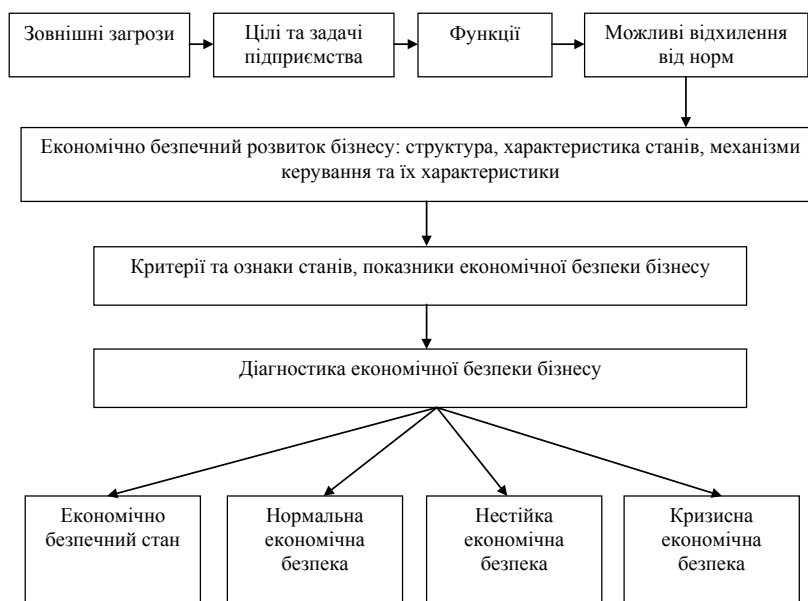 Зовнішні загрози
Цілі та задачі
підприємства
Функції
Можливі відхилення
від норм
Економічно безпечний розвиток бізнесу: структура, характеристика станів, механізми
керування та їх характеристики
Критерії та ознаки станів, показники економічної безпеки бізнесу
Діагностика економічної безпеки бізнесу
Економічно
безпечний стан
Нормальна
економічна
безпека
Нестійка
економічна
безпека
Кризисна
економічна
безпека